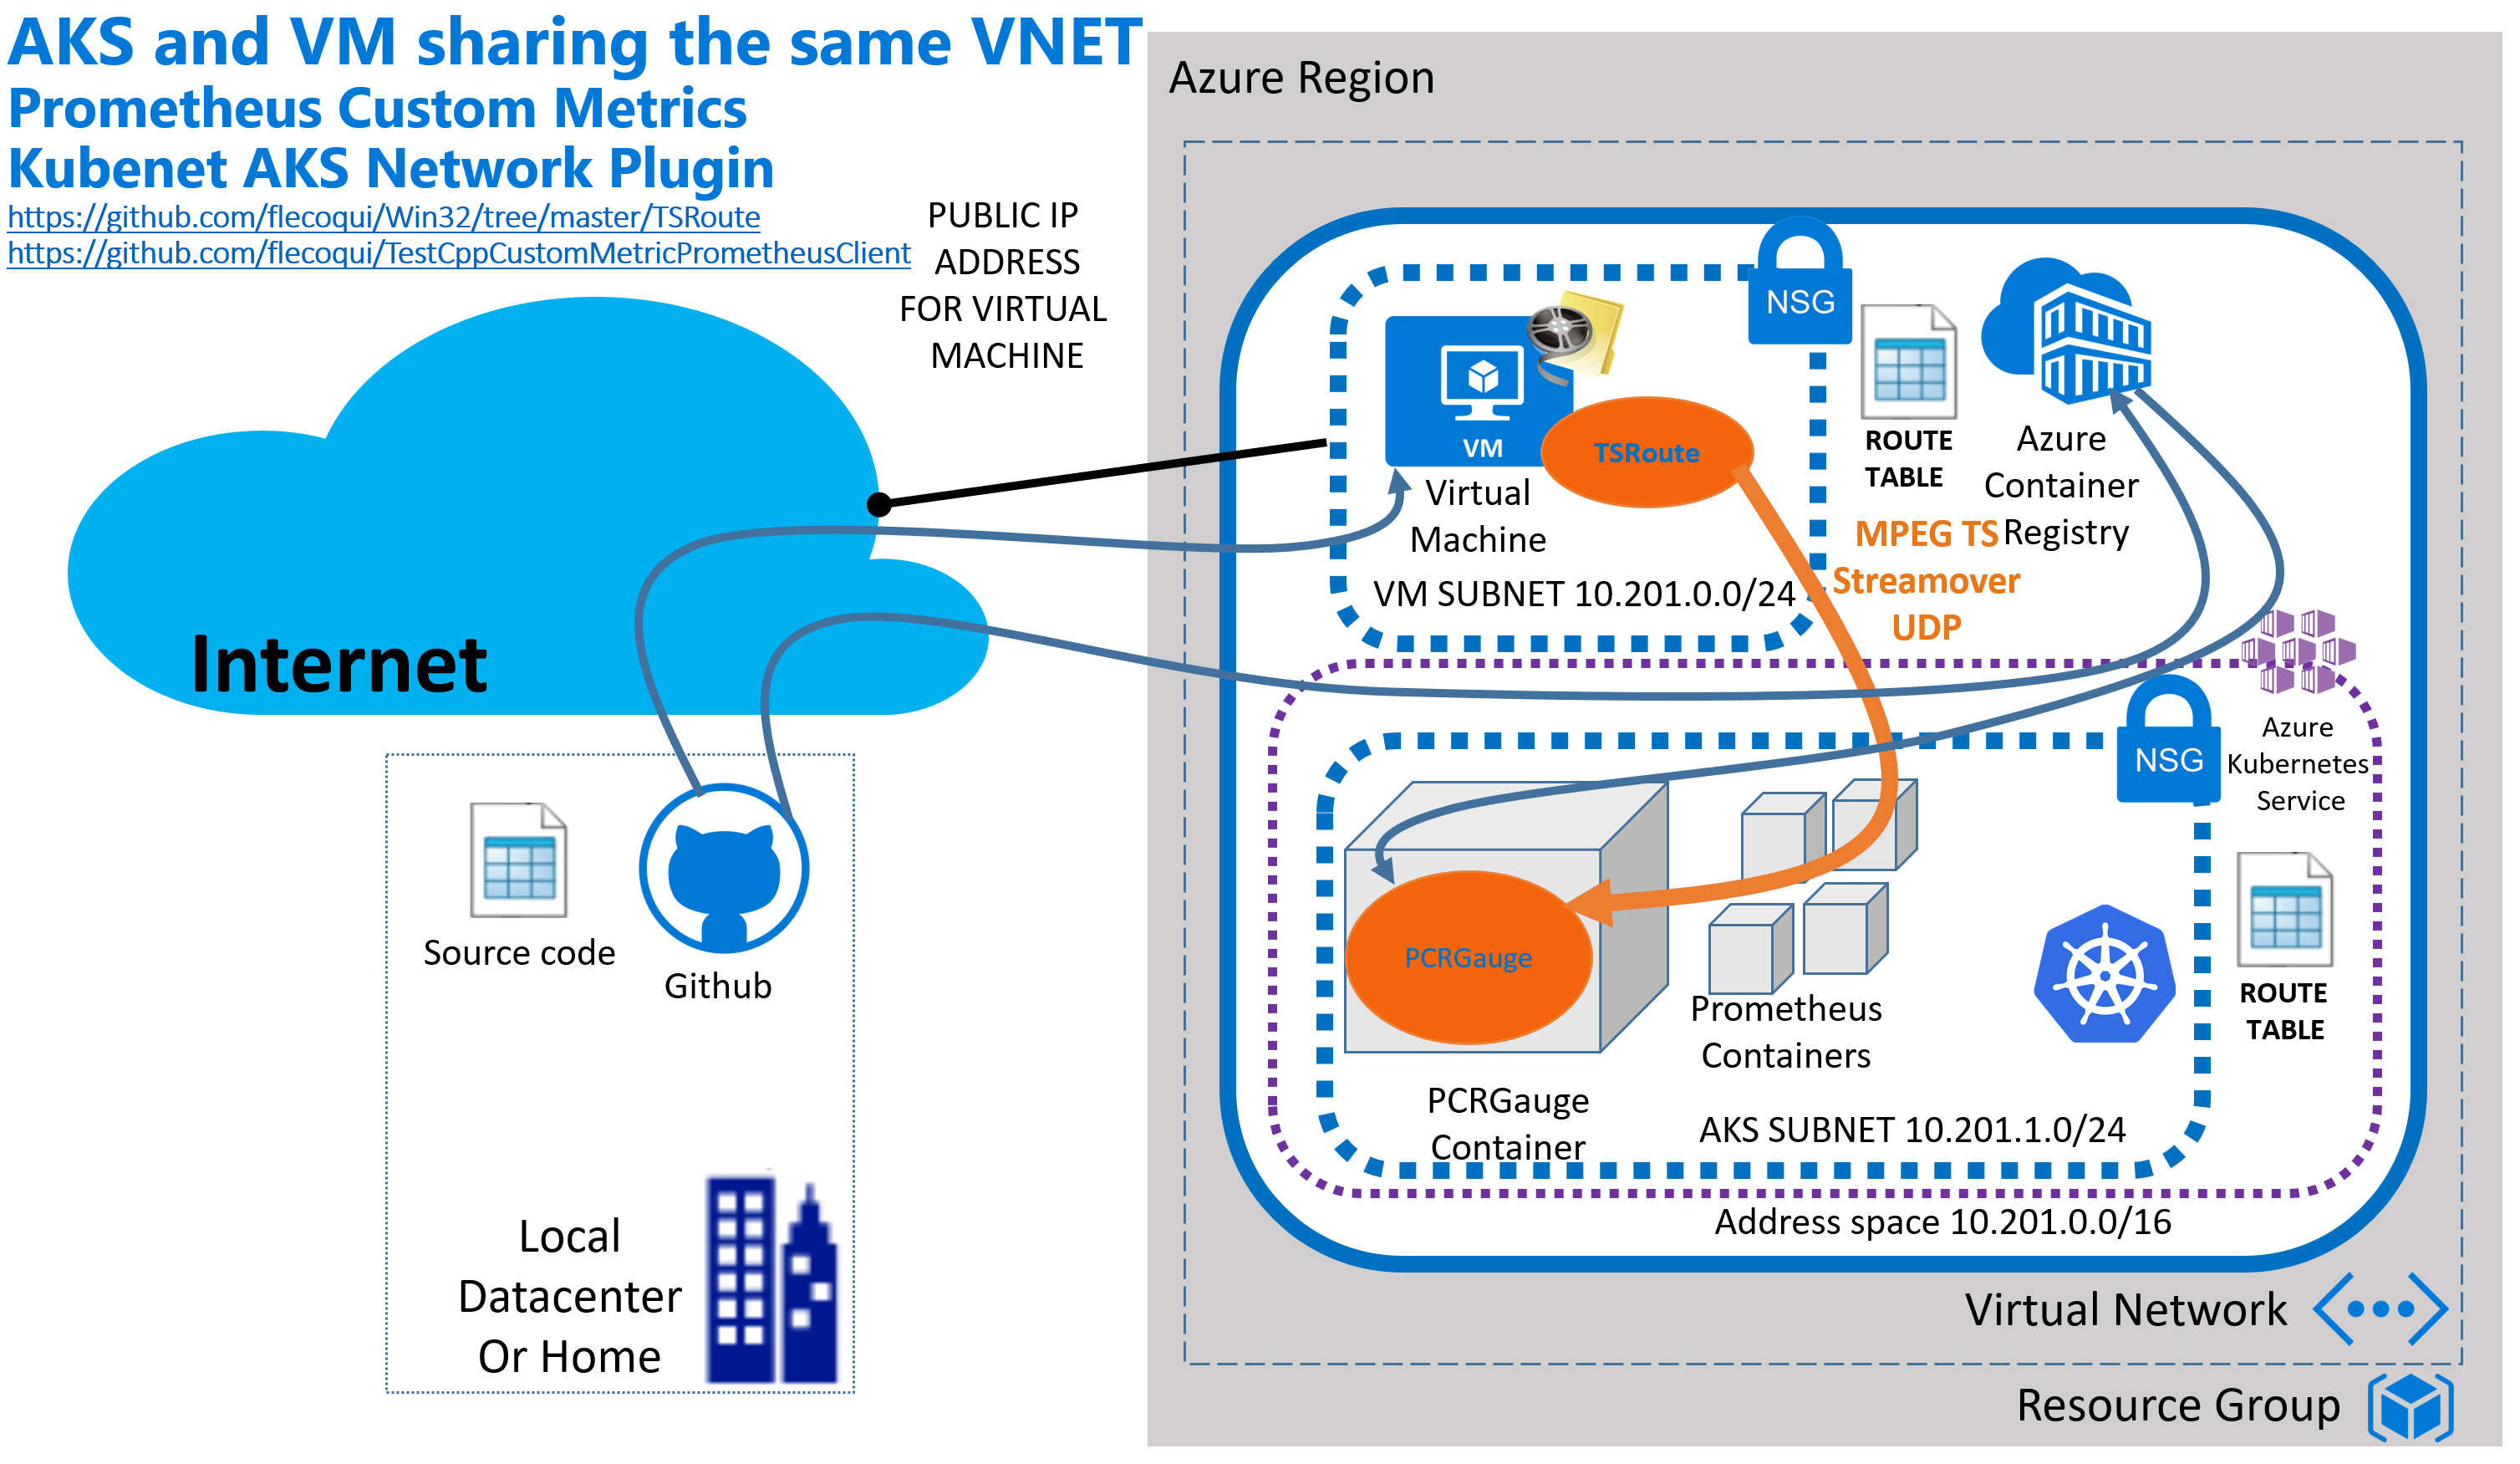 AKS and VM sharing the same VNET
Prometheus Custom Metrics
Kubenet AKS Network Plugin
https://github.com/flecoqui/Win32/tree/master/TSRoute
https://github.com/flecoqui/TestCppCustomMetricPrometheusClient
PUBLIC IP
ADDRESS
FOR VIRTUAL
MACHINE
Internet
Source code
Github
Local
Datacenter
Or Home
Azure Region
NSG
VM
TSRoute
Virtual
Machine
VM SUBNET 10.201.0.0/24
ROUTE
TABLE
Azure
Container
Registry
MPEG TS
Streamover
UDP
NSG
Azure
Kubernetes
Service
PCRGauge
PCRGauge
Container
Prometheus
Containers
ROUTE
TABLE
AKS SUBNET 10.201.1.0/24
Address space 10.201.0.0/16
Virtual Network
Resource Group